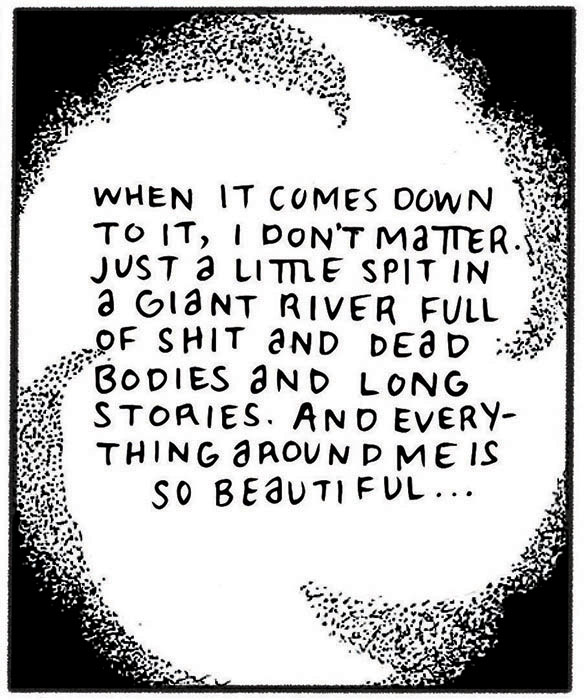 WHEN IT COMES DOWN
TO IT, I DON'T MaTTER.
JUST a LITTLE SPIT IN
a GIaNT RIVER FULL
OF SHIT aND DEaD
BODIES aND LONG
STORIES. AND EVERY-
THING aROUND ME IS
SO BEaUTIFUL...